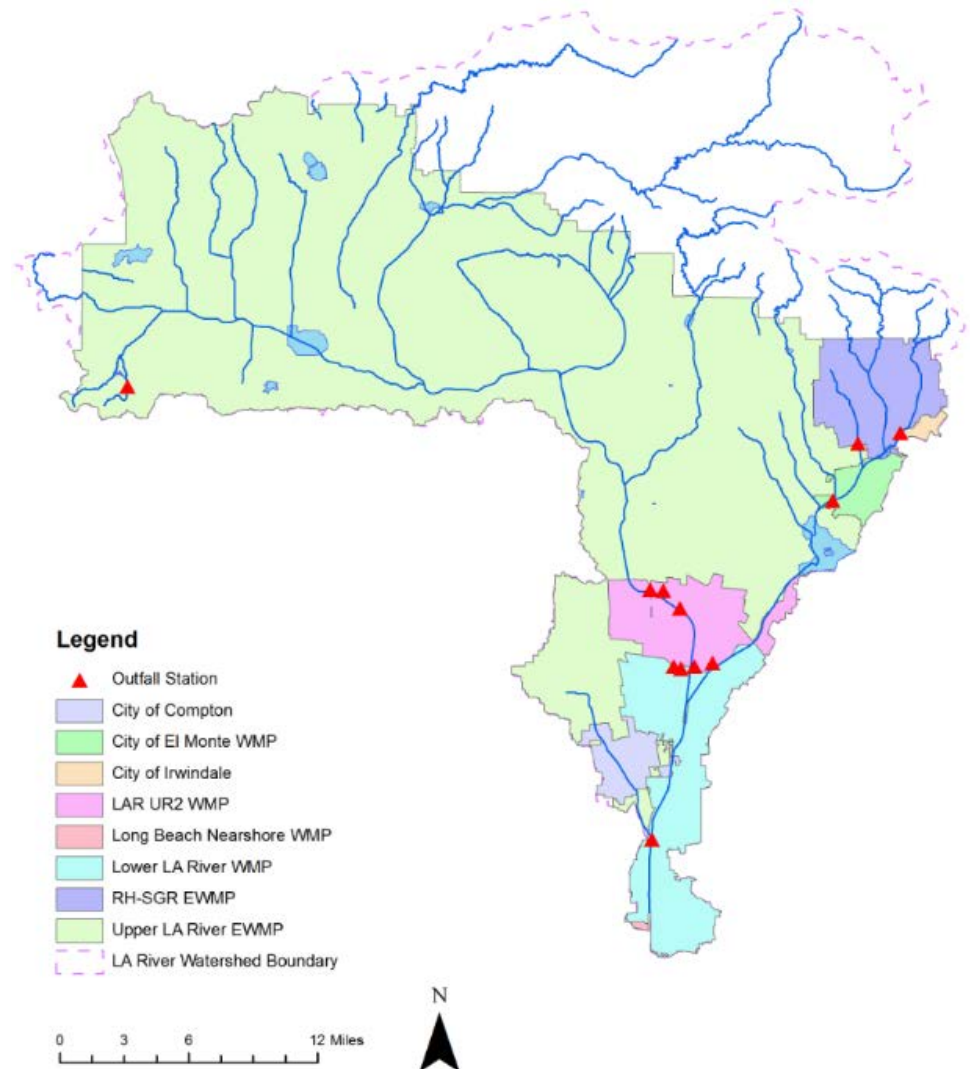 Legend
Outfall Station
City of Compton
City of El Monte WMP
City of Irwindale
LAR UR2 WMP
Long Beach Nearshore WMP
Lower LA River WMP
RH-SGR EWMP
Upper LA River EWMP
LA River Watershed Boundary
N
0 3 6 12 Miles